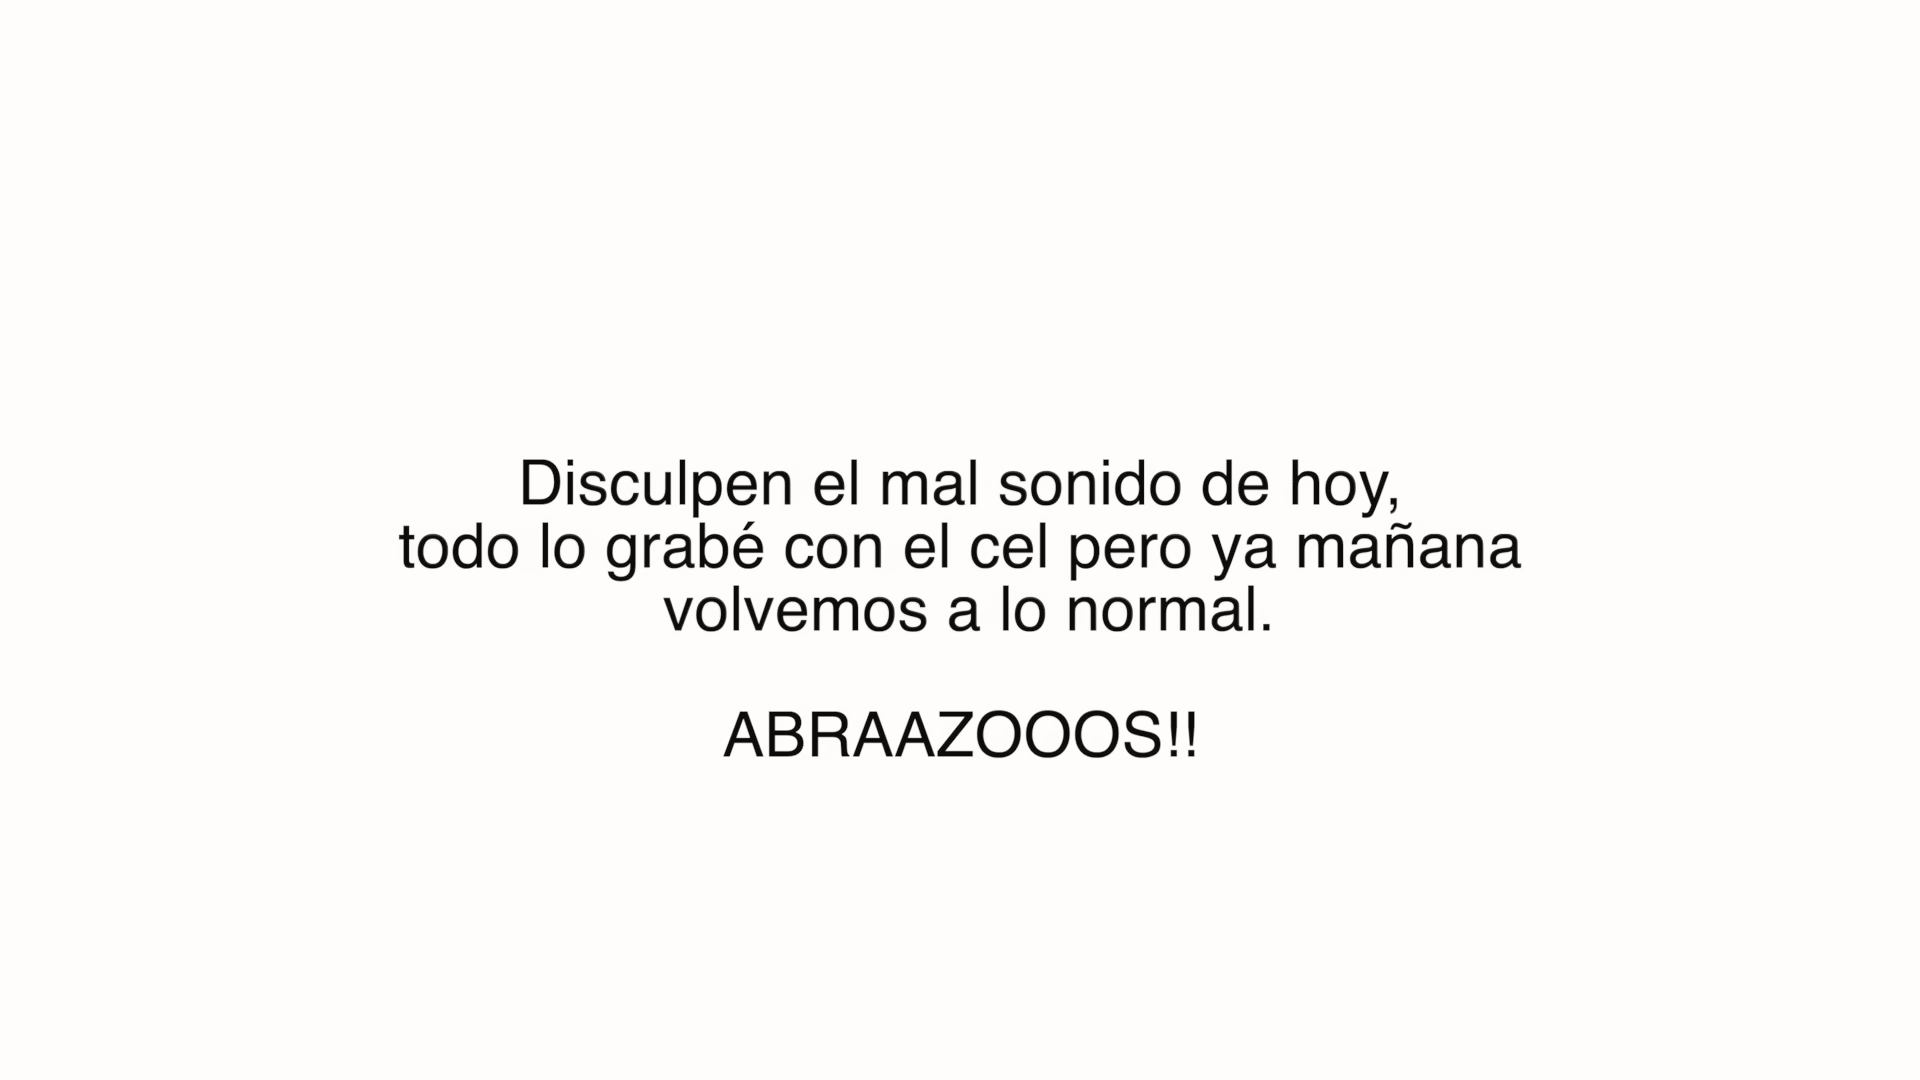 Disculpen el mal sonido de hoy,
todo lo grabé con el cel pero ya mañana
volvemos a lo normal.
ABRAAZOOOS!!